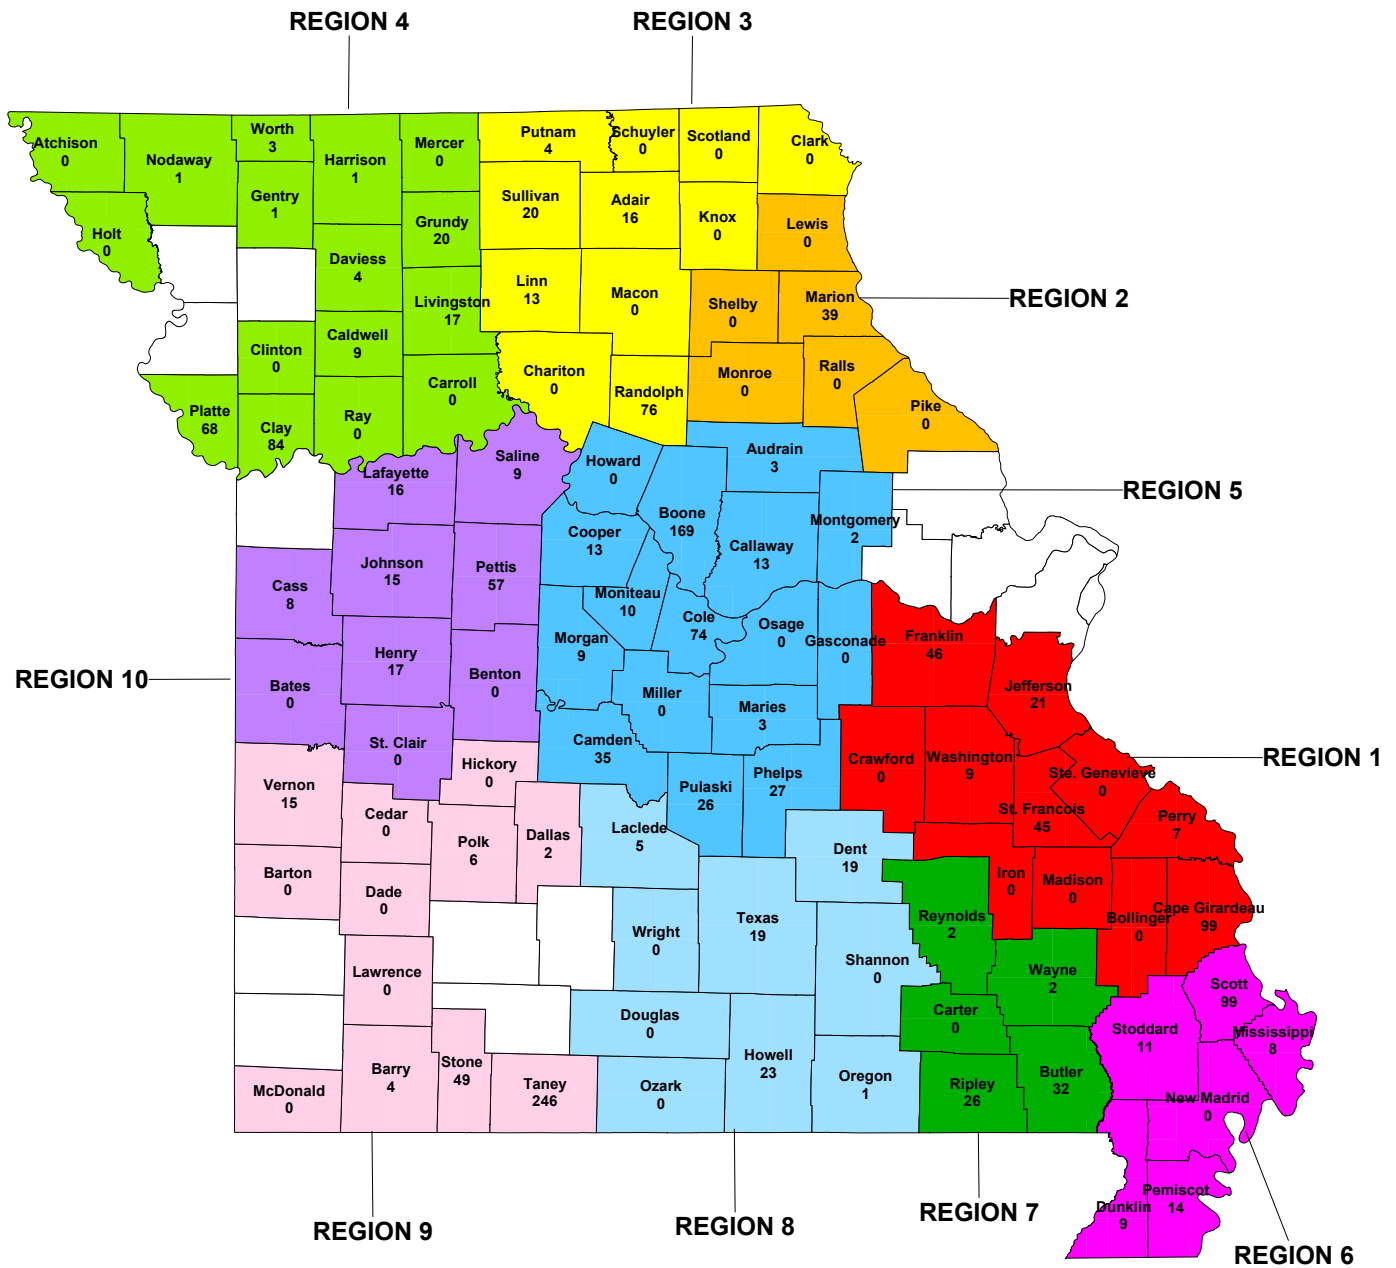 REGION 4
REGION 3
Atchison
0
Nodaway
1
Worth
3
Harrison
1
Mercer
0
Putnam
4
Schuyler
0
Scotland
0
Clark
0
Holt
0
Gentry
1
Grundy
20
Sullivan
20
Adair
16
Knox
0
Lewis
0
Daviess
4
Livingston
17
Linn
13
Macon
0
Shelby
0
Marion
39
REGION 2
Clinton
0
Caldwell
9
Chariton
0
Randolph
76
Monroe
0
Ralls
0
Pike
0
Platte
68
Clay
84
Ray
0
Carroll
0
Lafayette
16
Saline
9
Howard
0
Boone
169
Audrain
3
REGION 5
Montgomery
2
Cooper
13
Callaway
13
Cass
8
Johnson
15
Pettis
57
Moniteau
10
Cole
74
Osage
0
Gasconade
0
Franklin
46
Morgan
9
Henry
17
Benton
0
REGION 10
Bates
0
Miller
0
Maries
3
Jefferson
21
St. Clair
0
Camden
35
Hickory
0
Crawford
0
Washington
9
Ste. Genevieve
0
REGION 1
Vernon
15
Pulaski
26
Phelps
27
St. Francois
45
Perry
7
Cedar
0
Polk
6
Dallas
2
Laclede
5
Dent
19
Barton
0
Dade
0
Iron
0
Madison
0
Bollinger
0
Cape Girardeau
99
Reynolds
2
Texas
19
Wright
0
Shannon
0
Lawrence
0
Wayne
2
Scott
99
Carter
0
Douglas
0
Stoddard
11
Mississippi
8
McDonald
0
Barry
4
Stone
49
Taney
246
Ozark
0
Howell
23
Oregon
1
Ripley
26
Butler
32
New Madrid
0
Pemiscot
14
Dunklin
9
REGION 9
REGION 8
REGION 7
REGION 6